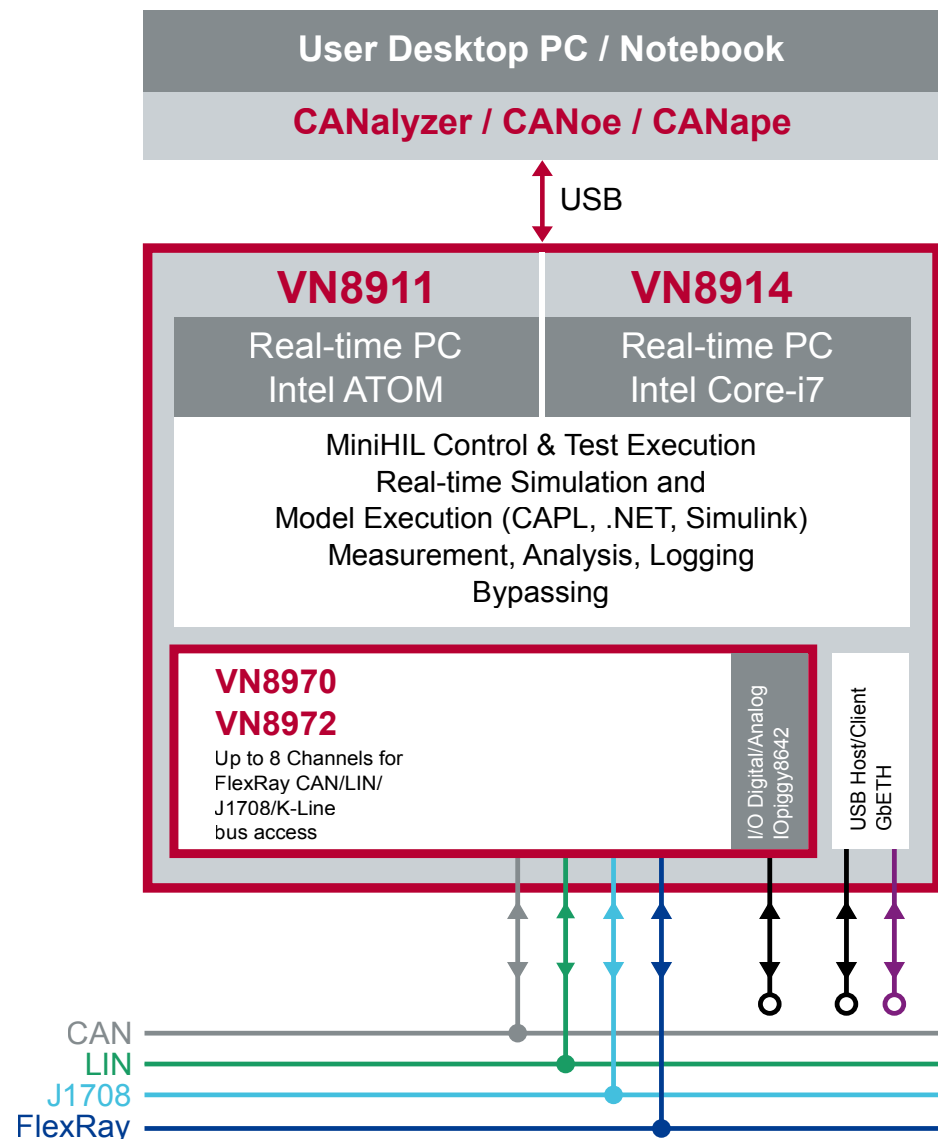 User Desktop PC / Notebook
CANalyzer / CANoe / CANape
USB
VN8911
Real-time PC
Intel ATOM
VN8914
Real-time PC
Intel Core-i7
MiniHIL Control & Test Execution
Real-time Simulation and
Model Execution (CAPL, .NET, Simulink)
Measurement, Analysis, Logging
Bypassing
VN8970
VN8972
Up to 8 Channels for
FlexRay CAN/LIN/
J1708/K-Line
bus access
I/O Digital/Analog
IOpiggy8642
USB Host/Client
GbETH
CAN
LIN
J1708
FlexRay